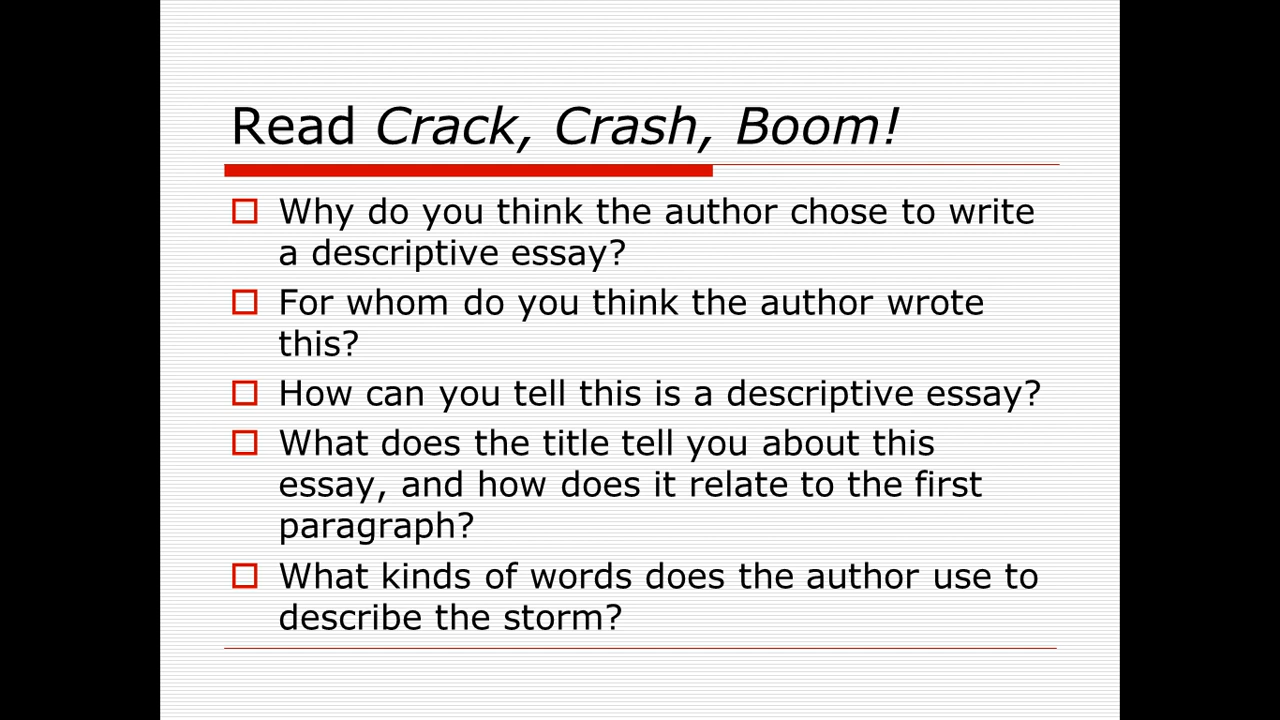 Read Crack, Crash, Boom!
Why do you think the author chose to write
a descriptive essay?
For whom do you think the author wrote
this?
How can you tell this is a descriptive essay?
What does the title tell you about this
essay, and how does it relate to the first
paragraph?
What kinds of words does the author use to
describe the storm?